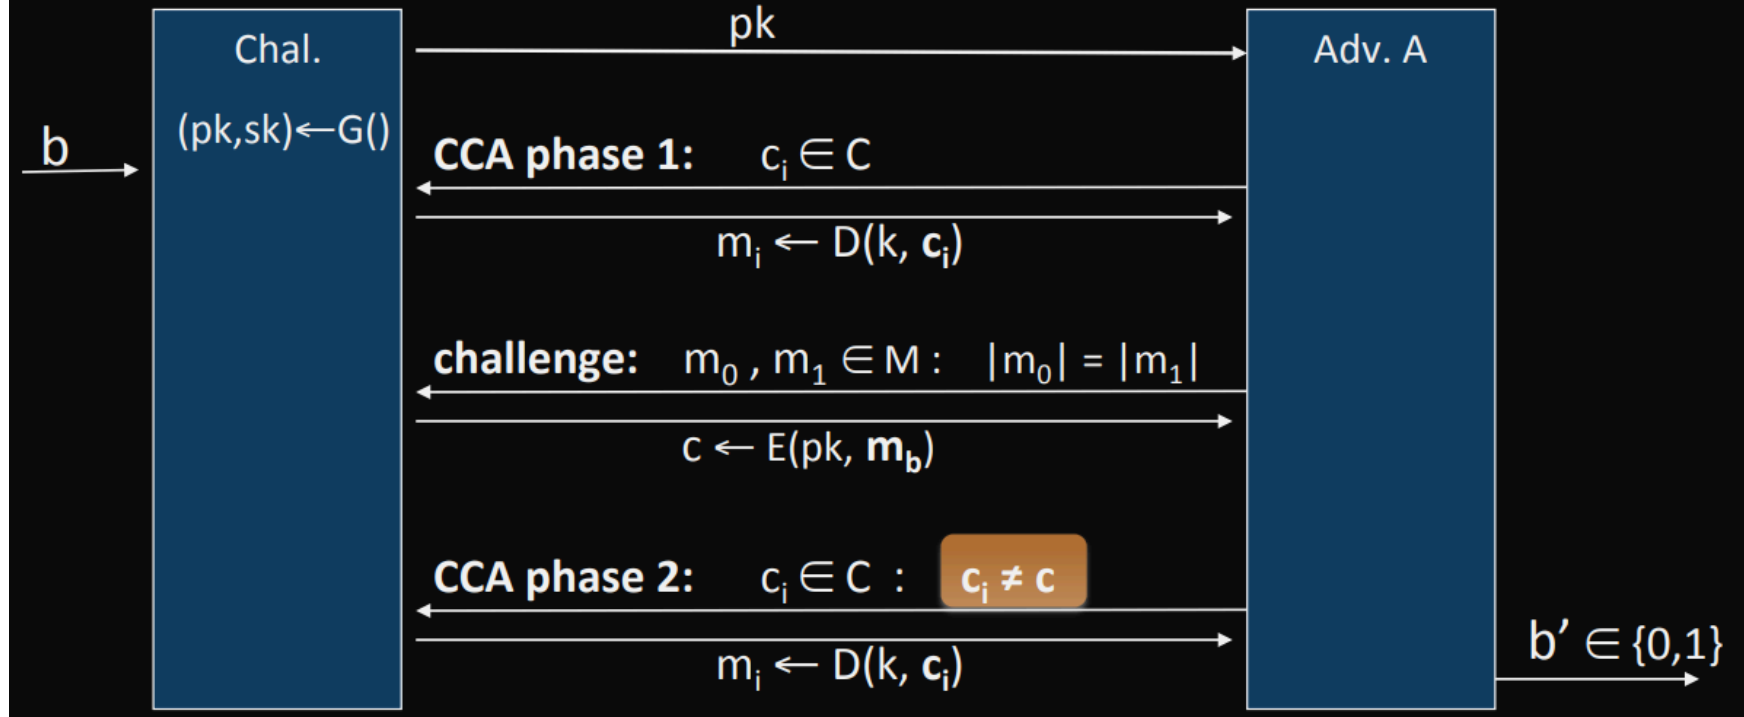 pk
Chal.
Adv. A
(pk,sk)←G()
b
CCA phase 1: cᵢ ∈ C
mᵢ ← D(k, cᵢ)
challenge: m₀ , m₁ ∈ M : |m₀| = |m₁|
c ← E(pk, m_b)
CCA phase 2: cᵢ ∈ C : cᵢ ≠ c
mᵢ ← D(k, cᵢ)
b’ ∈ {0,1}